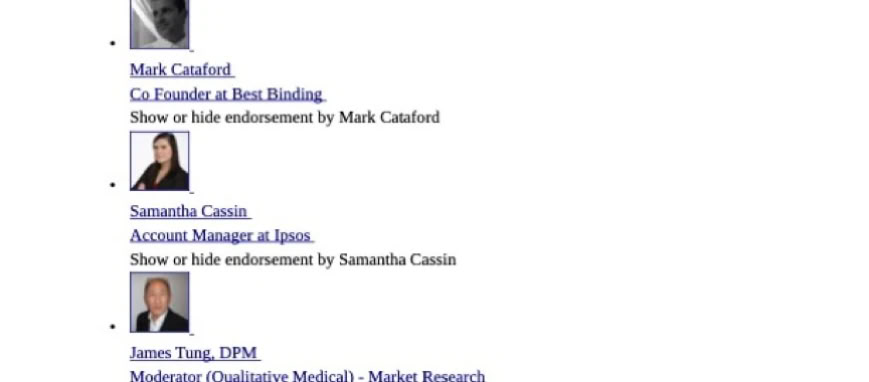 Mark Cataford
Co Founder at Best Binding
Show or hide endorsement by Mark Cataford
Samantha Cassin
Account Manager at Ipsos
Show or hide endorsement by Samantha Cassin
James Tung, DPM
Moderator (Qualitative Medical) - Market Research